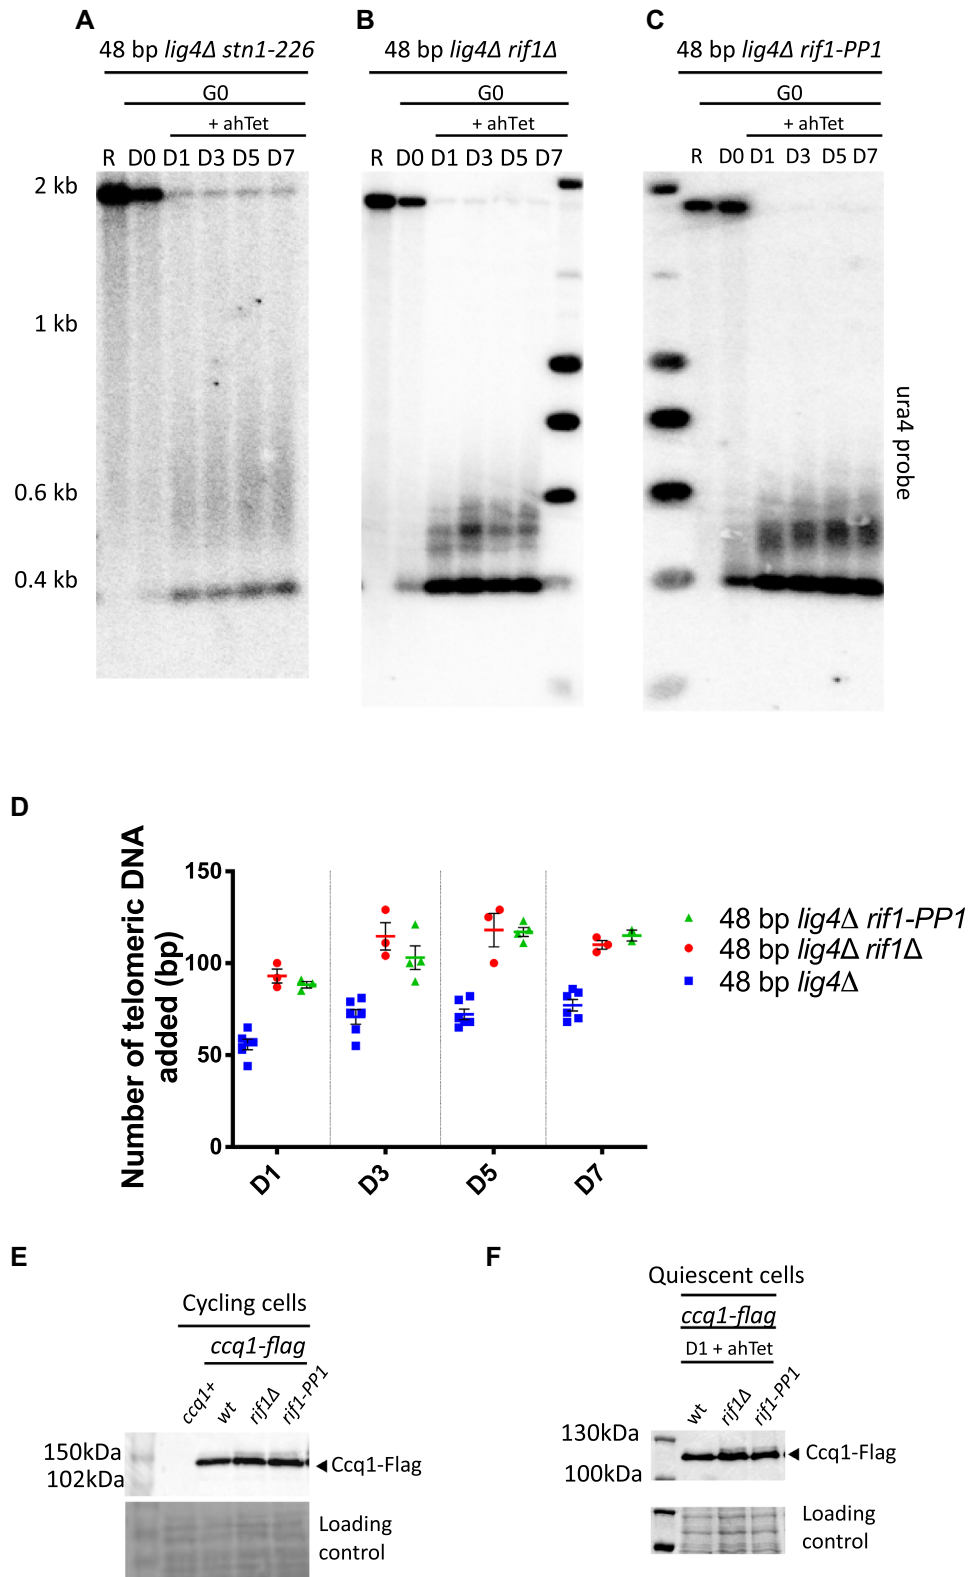 A
48 bp lig4Δ stn1-226
G0
+ ahTet
R D0 D1 D3 D5 D7
2 kb
1 kb
0.6 kb
0.4 kb
B
48 bp lig4Δ rif1Δ
G0
+ ahTet
R D0 D1 D3 D5 D7
C
48 bp lig4Δ rif1-PP1
G0
+ ahTet
R D0 D1 D3 D5 D7
ura4 probe
D
Number of telomeric DNA
added (bp)
150
100
50
0
D1 D3 D5 D7
48 bp lig4Δ rif1-PP1
48 bp lig4Δ rif1Δ
48 bp lig4Δ
E
Cycling cells
ccq1-flag
ccq1+ wt rif1Δ rif1-PP1
150kDa
102kDa
Ccq1-Flag
Loading
control
F
Quiescent cells
ccq1-flag
D1 + ahTet
wt rif1Δ rif1-PP1
130kDa
100kDa
Ccq1-Flag
Loading
control